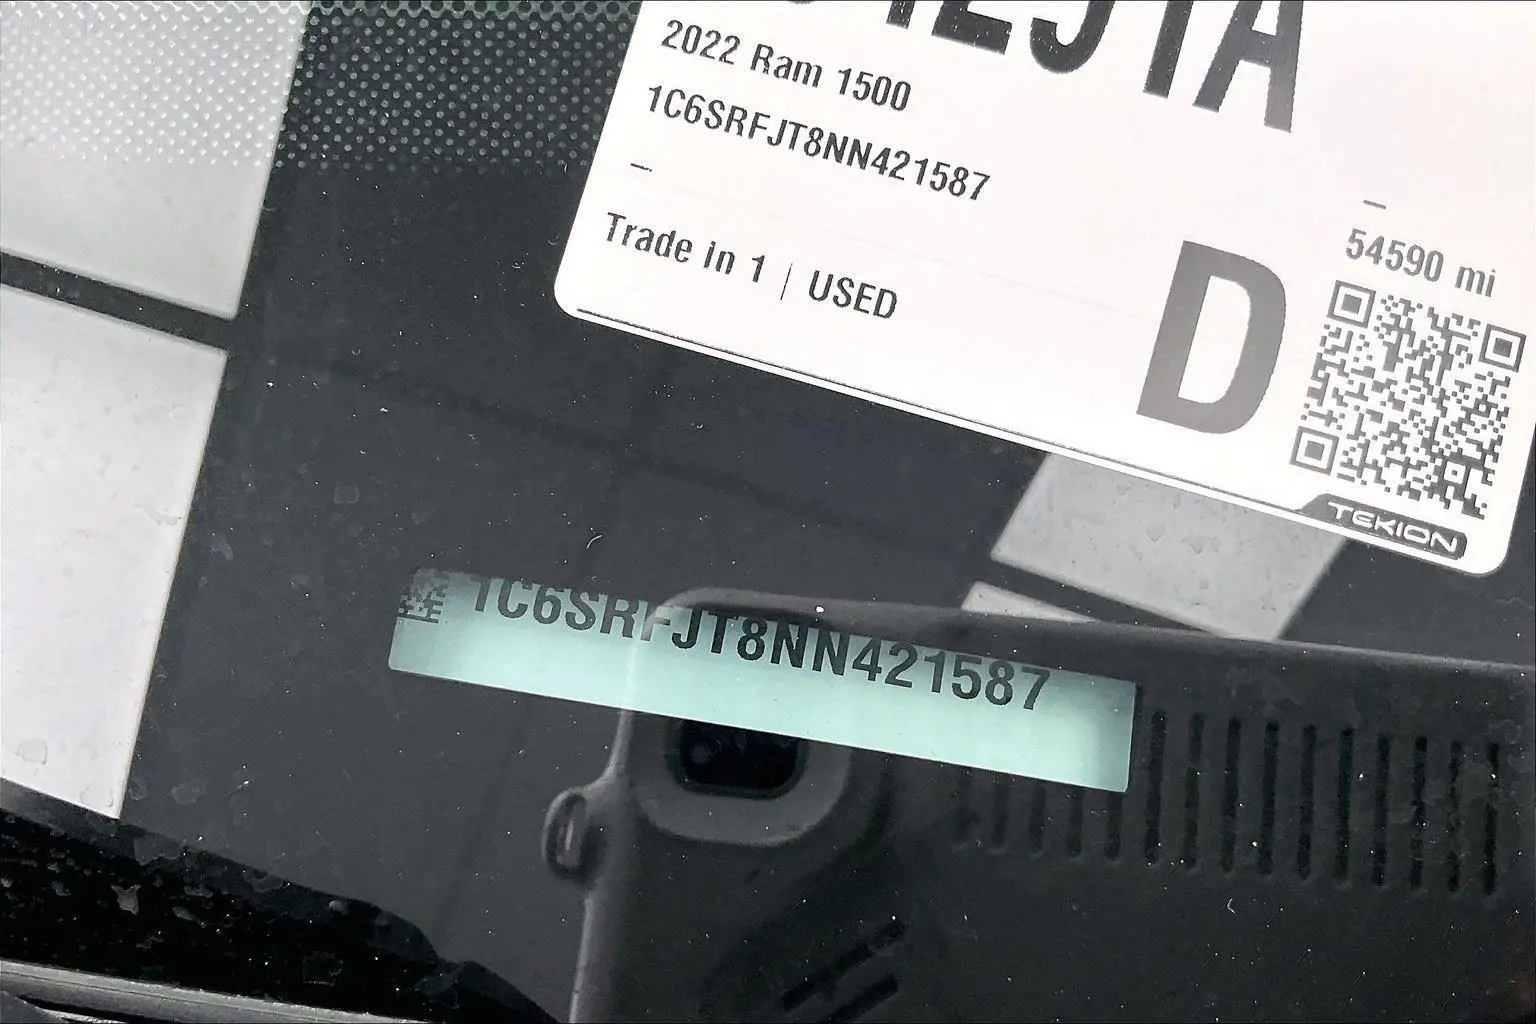 2022 Ram 1500
1C6SRFJT8NN421587
–
Trade in 1 | USED
–
54590 mi
D
TEKION
1C6SRFJT8NN421587